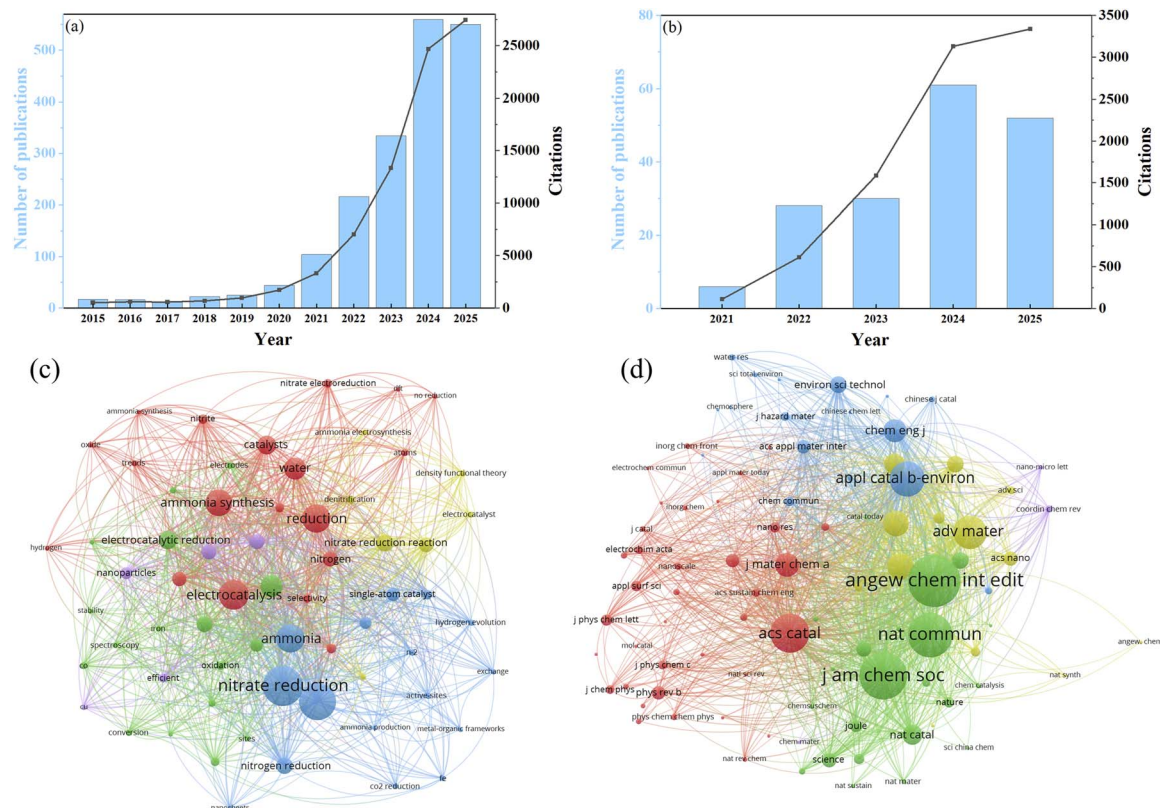 (a)
Number of publications
500
400
300
200
100
0
25000
20000
15000
10000
5000
0
Citations
2015 2016 2017 2018 2019 2020 2021 2022 2023 2024 2025
Year
(b)
Number of publications
80
60
40
20
0
3500
3000
2500
2000
1500
1000
500
0
Citations
2021 2022 2023 2024 2025
Year
(c)
nitrate electroreduction
dft
no reduction
ammonia synthesis
nitrite
ammonia electrosynthesis
oxide
catalysts
atoms
trends
electrodes
water
density functional theory
denitrification
ammonia synthesis
reduction
electrocatalyst
electrocatalytic reduction
nitrate reduction reaction
hydrogen
nitrogen
nanoparticles
electrocatalysis
selectivity
single-atom catalyst
stability
iron
ammonia
hydrogen evolution
spectroscopy
n-2
co
oxidation
efficient
exchange
nitrate reduction
active-sites
cu
ammonia production
metal-organic frameworks
conversion
sites
nitrogen reduction
fe
co2 reduction
nanosheets
(d)
water res
sci total environ
environ sci technol
chemosphere
chinese chem lett
chinese j catal
j hazard mater
chem eng j
inorg chem front
acs appl mater inter
electrochem commun
appl mater today
nano-micro lett
appl catal b-environ
adv sci
inorg chem
chem commun
coordin chem rev
j catal
nano res
catal today
adv mater
electrochim acta
acs nano
nanoscale
j mater chem a
appl surf sci
angew chem int edit
acs sustain chem eng
j phys chem lett
acs catal
nat commun
mol catal
angew. chem
j phys chem c
natl sci rev
nat synth
j am chem soc
j chem phys
phys rev b
chem catalysis
chemsuschem
nature
phys chem chem phys
joule
chem mater
nat catal
sci china chem
nat rev chem
science
nat sustain
nat mater